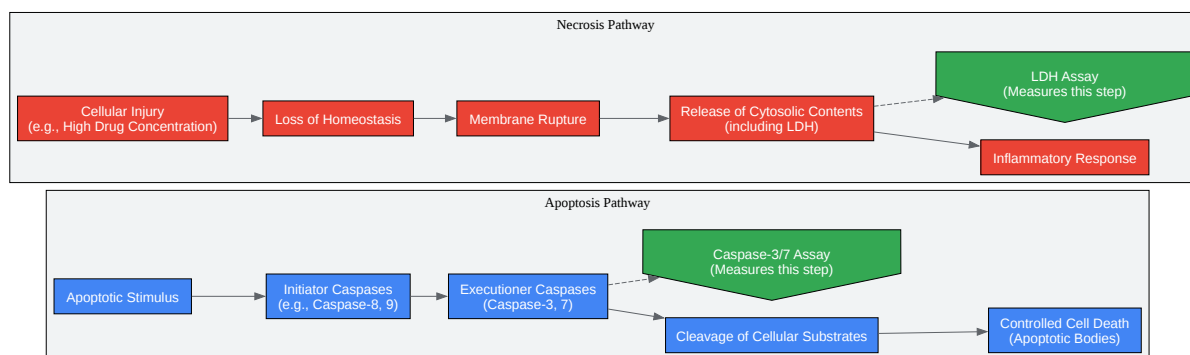 Necrosis Pathway
Cellular Injury
(e.g., High Drug Concentration)
Loss of Homeostasis
Membrane Rupture
Release of Cytosolic Contents
(including LDH)
LDH Assay
(Measures this step)
Inflammatory Response
Apoptosis Pathway
Apoptotic Stimulus
Initiator Caspases
(e.g., Caspase-8, 9)
Executioner Caspases
(Caspase-3, 7)
Caspase-3/7 Assay
(Measures this step)
Cleavage of Cellular Substrates
Controlled Cell Death
(Apoptotic Bodies)